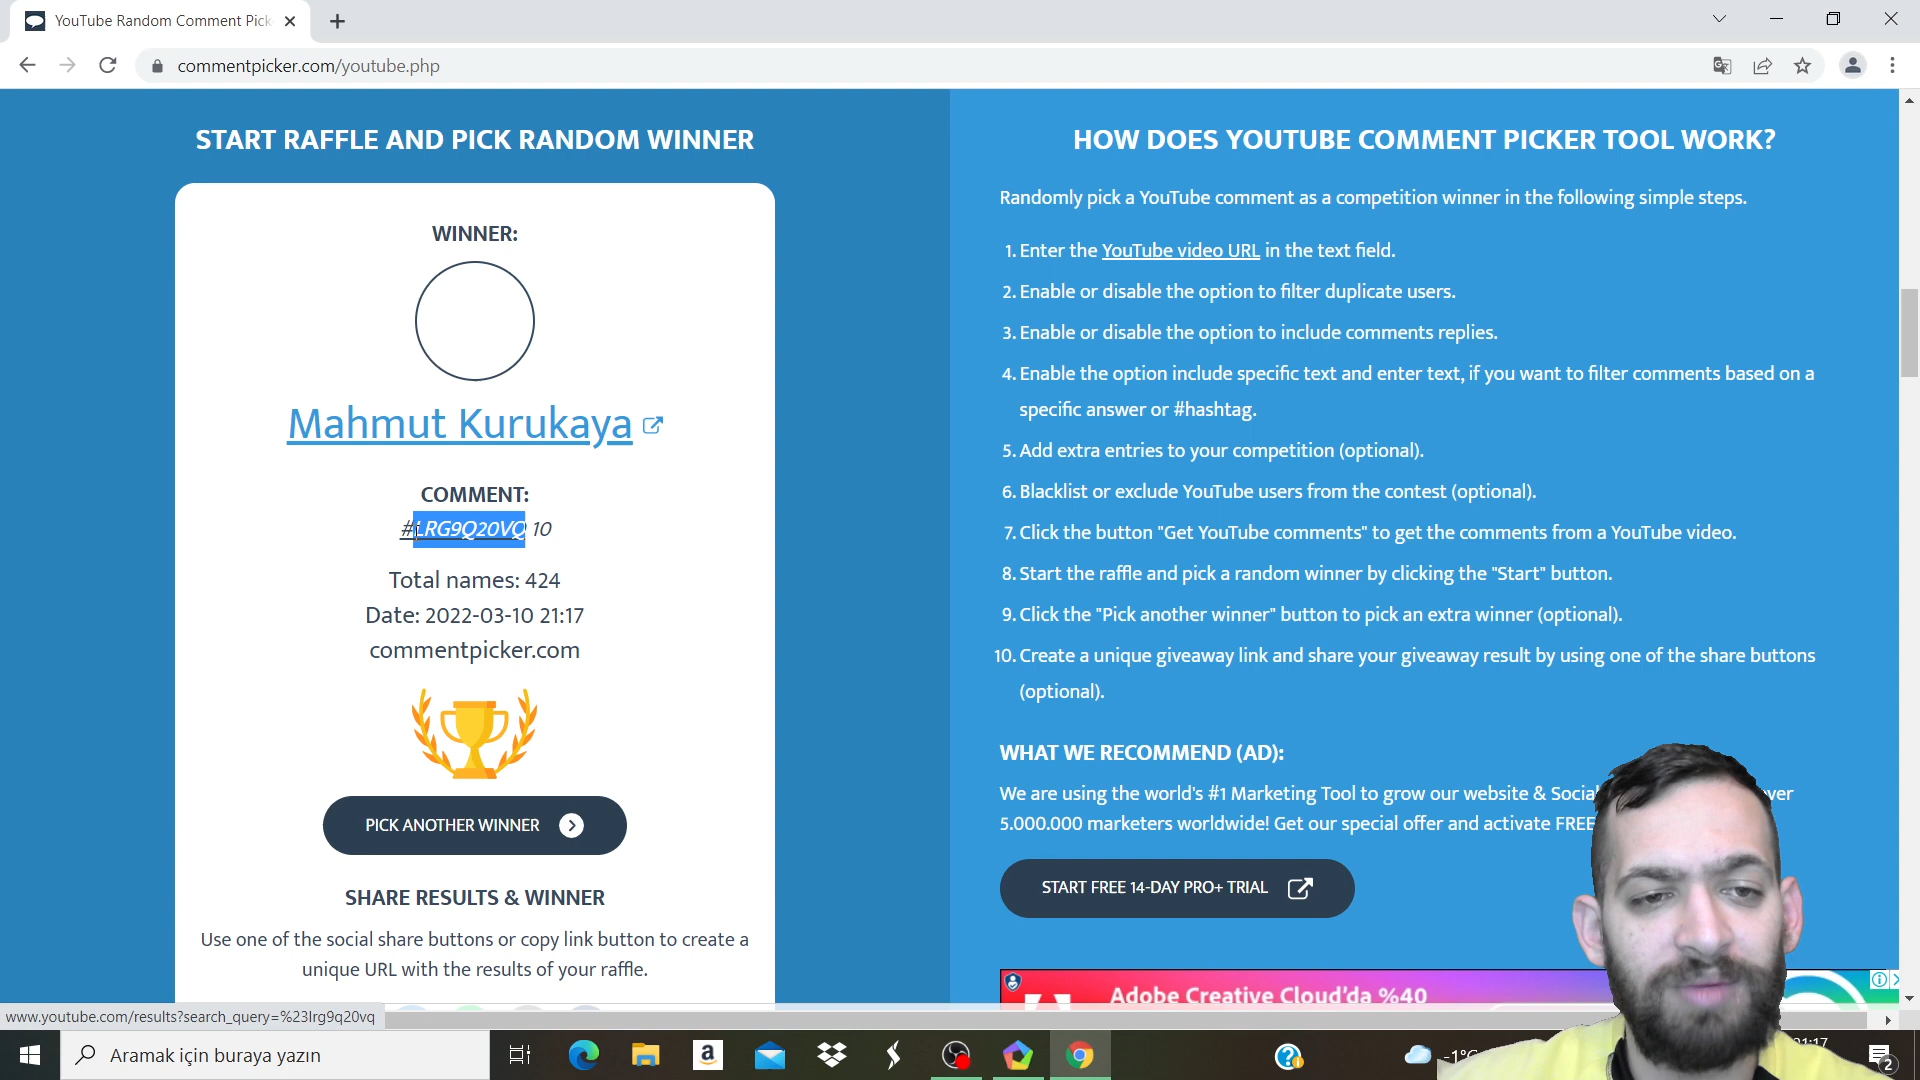 YouTube Random Comment Pick
commentpicker.com/youtube.php
START RAFFLE AND PICK RANDOM WINNER
WINNER:
Mahmut Kurukaya
COMMENT:
#LRG9Q20VQ 10
Total names: 424
Date: 2022-03-10 21:17
commentpicker.com
PICK ANOTHER WINNER
SHARE RESULTS & WINNER
Use one of the social share buttons or copy link button to create a
unique URL with the results of your raffle.
HOW DOES YOUTUBE COMMENT PICKER TOOL WORK?
Randomly pick a YouTube comment as a competition winner in the following simple steps.
1. Enter the YouTube video URL in the text field.
2. Enable or disable the option to filter duplicate users.
3. Enable or disable the option to include comments replies.
4. Enable the option include specific text and enter text, if you want to filter comments based on a
specific answer or #hashtag.
5. Add extra entries to your competition (optional).
6. Blacklist or exclude YouTube users from the contest (optional).
7. Click the button "Get YouTube comments" to get the comments from a YouTube video.
8. Start the raffle and pick a random winner by clicking the "Start" button.
9. Click the "Pick another winner" button to pick an extra winner (optional).
10. Create a unique giveaway link and share your giveaway result by using one of the share buttons
(optional).
WHAT WE RECOMMEND (AD):
We are using the world's #1 Marketing Tool to grow our website & Social ver
5.000.000 marketers worldwide! Get our special offer and activate FREE
START FREE 14-DAY PRO+ TRIAL
Adobe Creative Cloud'da %40
www.youtube.com/results?search_query=%23lrg9q20vq
Aramak için buraya yazın
-1°C
2